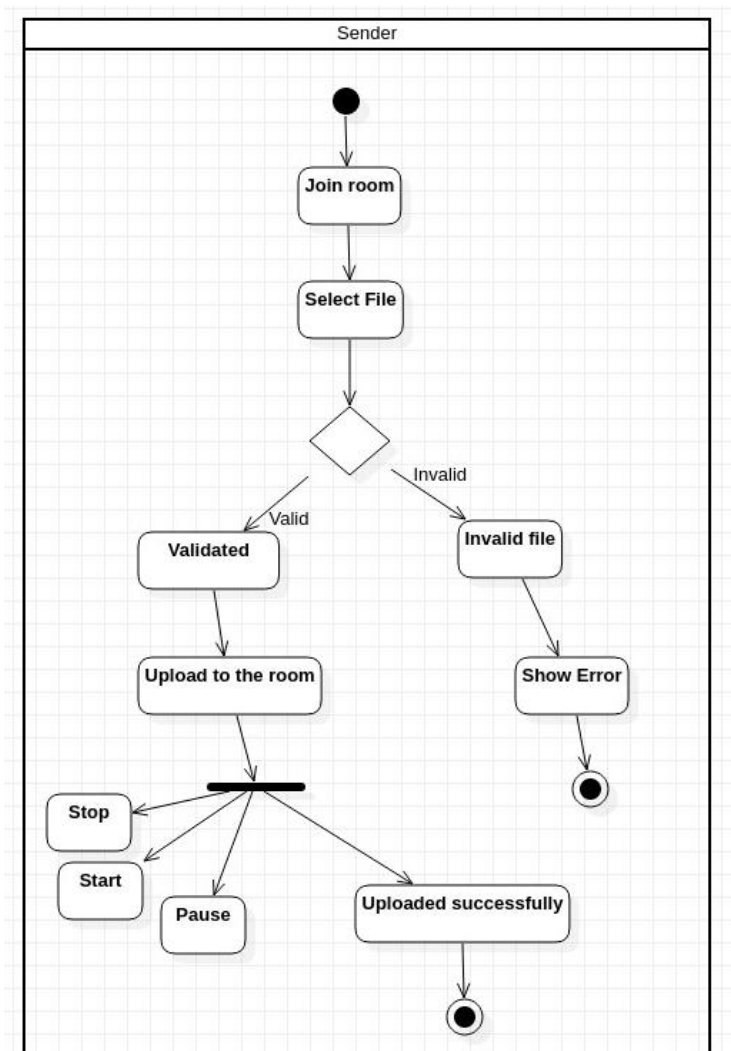 Sender
Join room
Select File
Invalid
Valid
Invalid file
Validated
Upload to the room
Show Error
Stop
Start
Uploaded successfully
Pause